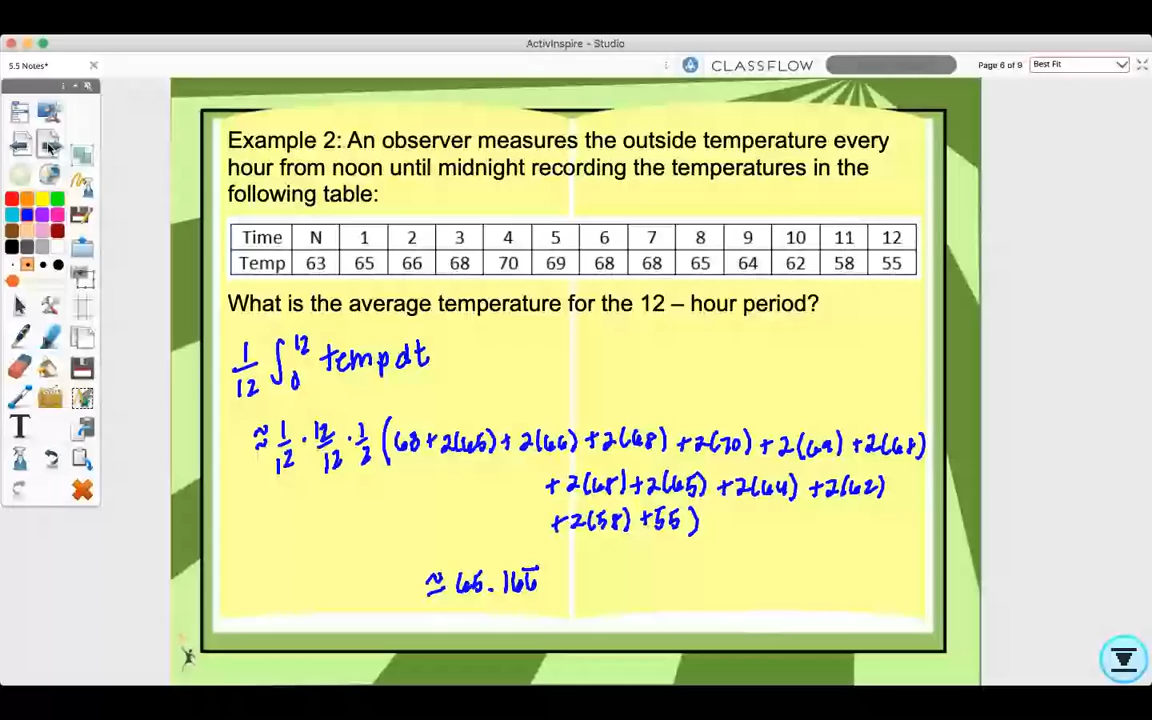 ActivInspire - Studio
5.5 Notes*
CLASSFLOW
Page 6 of 9
Best Fit
Example 2: An observer measures the outside temperature every
hour from noon until midnight recording the temperatures in the
following table:
Time N 1 2 3 4 5 6 7 8 9 10 11 12
Temp 63 65 66 68 70 69 68 68 65 64 62 58 55
What is the average temperature for the 12 – hour period?
1/12 ∫₀¹² temp dt
≈ 1/12 · 12/12 · 1/2 (63 + 2(65) + 2(66) + 2(68) + 2(70) + 2(69) + 2(68)
+ 2(68) + 2(65) + 2(64) + 2(62)
+ 2(58) + 55)
≈ 65.166̅
T